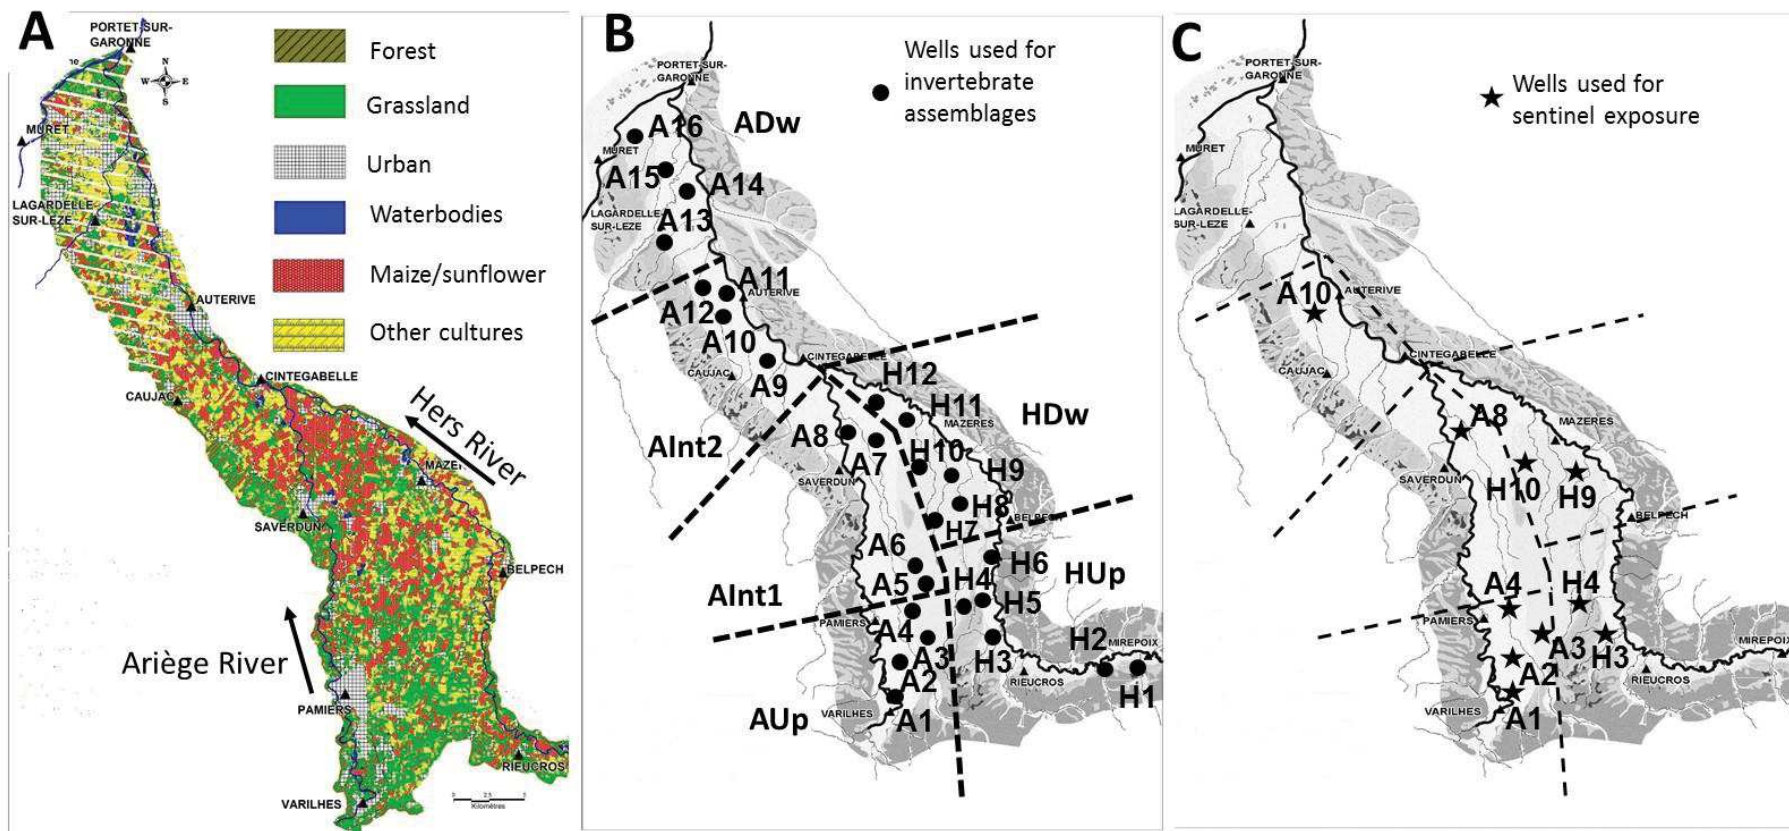 A
PORTET-SUR-
GARONNE
N
W
E
S
MURET
LAGARDELLE
SUR-LEZE
AUTERIVE
CINTEGABELLE
CAUJAC
Hers River
SAVERDUN
BELPECH
Ariège River
PAMIERS
RIEUCROS
VARILHES
0 2,5 5
Kilomètres
Forest
Grassland
Urban
Waterbodies
Maize/sunflower
Other cultures
B
Wells used for
invertebrate
assemblages
PORTET-SUR-
GARONNE
ADw
A16
MURET
A15
A14
LAGARDELLE-
SUR-LEZE
A13
A11
AUTERIVE
A12
A10
CINTEGABELLE
CAUJAC
A9
H12
H11
HDw
MAZERES
AInt2
A8
A7
H10
H9
SAVERDUN
H8
BELPECH
H7
A6
H6
HUp
A5
H4
AInt1
H5
PAMIERS
A4
H2
MIREPOIX
A3
H3
RIEUCROS
A2
H1
VARILHES
AUp
A1
C
Wells used for
sentinel exposure
PORTET-SUR-
GARONNE
MURET
LAGARDELLE-
SUR-LEZE
A10
AUTERIVE
CINTEGABELLE
CAUJAC
A8
MAZERES
SAVERDUN
H10
H9
BELPECH
A4
H4
PAMIERS
A3
H3
MIREPOIX
A2
RIEUCROS
VARILHES
A1